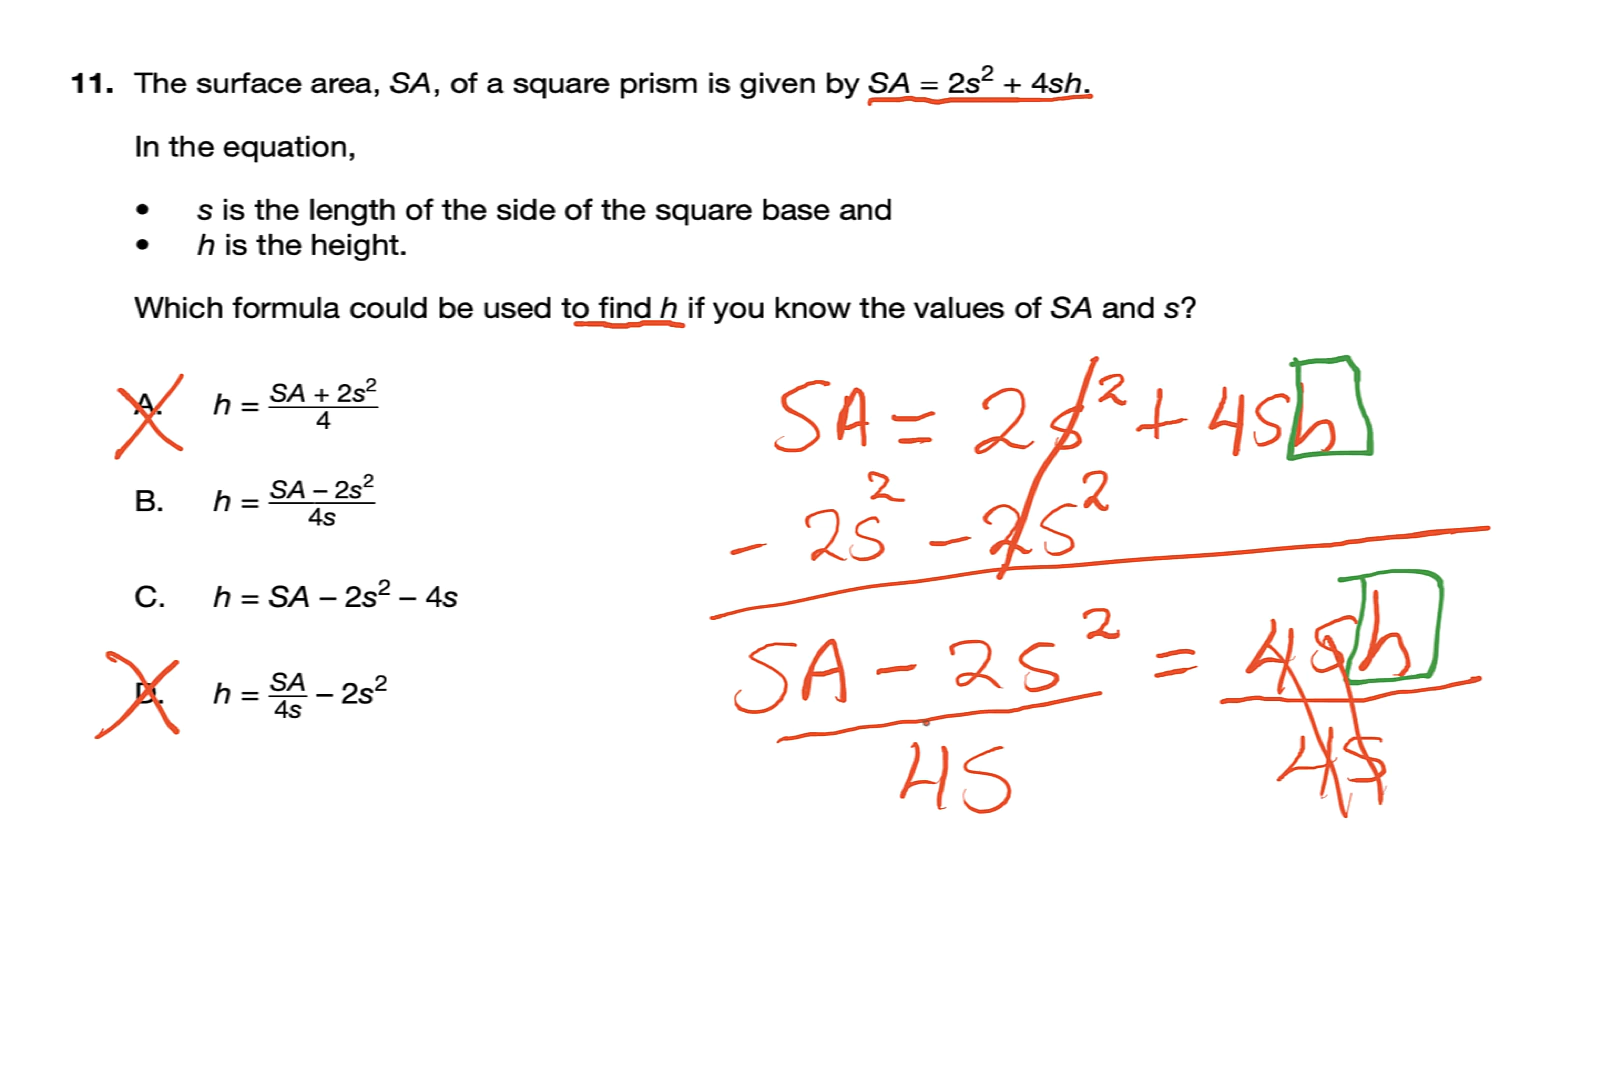 11. The surface area, SA, of a square prism is given by SA = 2s² + 4sh.
In the equation,
• s is the length of the side of the square base and
• h is the height.
Which formula could be used to find h if you know the values of SA and s?
A. h = (SA + 2s²)/4
B. h = (SA – 2s²)/4s
C. h = SA – 2s² – 4s
D. h = SA/4s – 2s²
SA = 2s² + 4sh
- 2s² - 2s²
SA - 2s² = 4sh
4s 4s